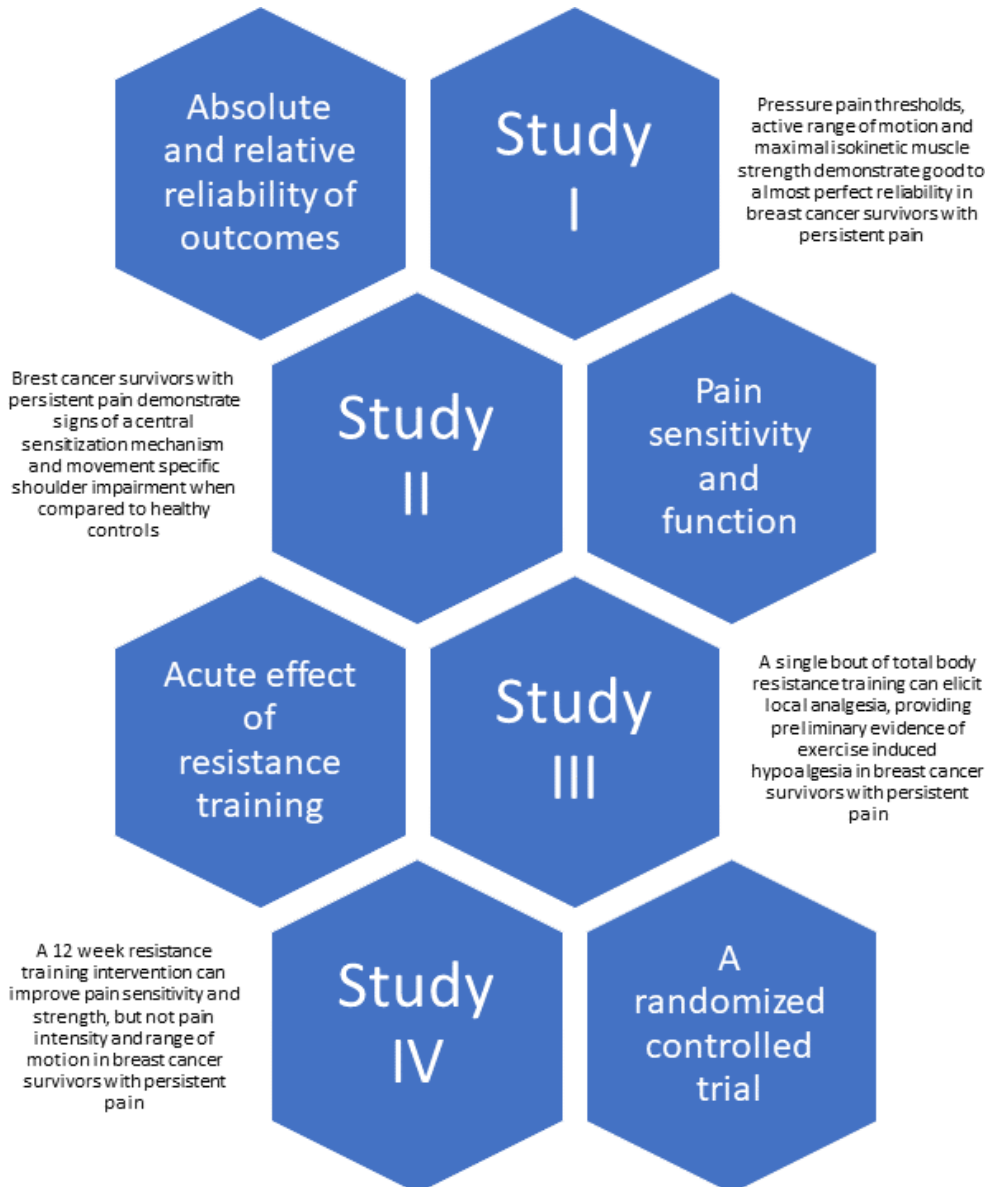 Absolute
and relative
reliability of
outcomes
Study
I
Pressure pain thresholds,
active range of motion and
maximal isokinetic muscle
strength demonstrate good to
almost perfect reliability in
breast cancer survivors with
persistent pain
Brest cancer survivors with
persistent pain demonstrate
signs of a central
sensitization mechanism
and movement specific
shoulder impairment when
compared to healthy
controls
Study
II
Pain
sensitivity
and
function
Acute effect
of
resistance
training
Study
III
A single bout of total body
resistance training can elicit
local analgesia, providing
preliminary evidence of
exercise induced
hypoalgesia in breast cancer
survivors with persistent
pain
A 12 week resistance
training intervention can
improve pain sensitivity and
strength, but not pain
intensity and range of
motion in breast cancer
survivors with persistent
pain
Study
IV
A
randomized
controlled
trial